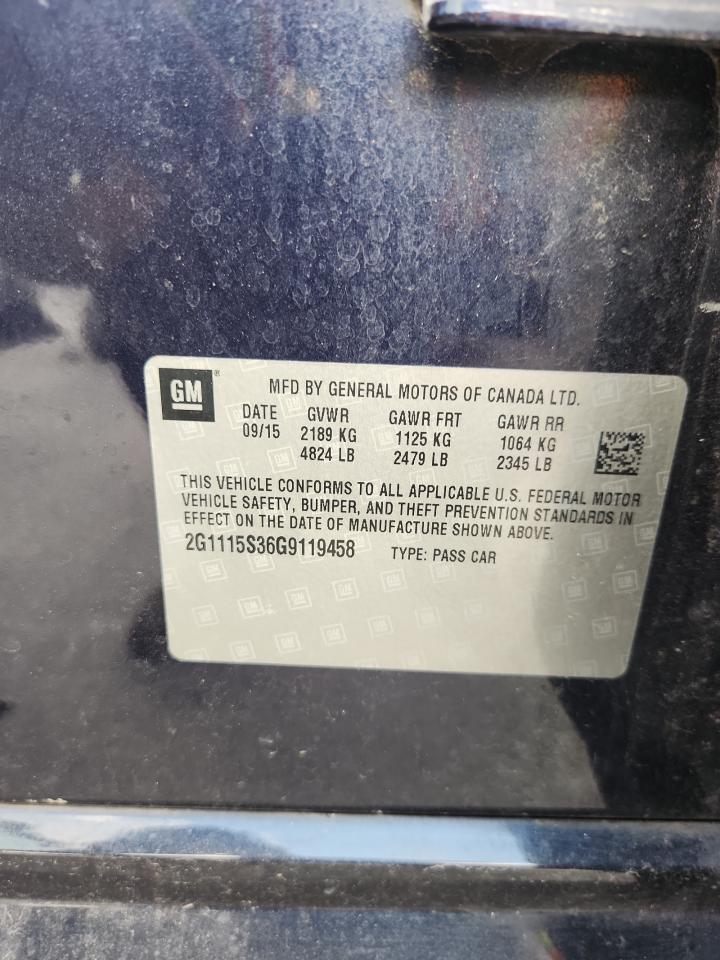 GM ® MFD BY GENERAL MOTORS OF CANADA LTD.
DATE GVWR GAWR FRT GAWR RR
09/15 2189 KG 1125 KG 1064 KG
4824 LB 2479 LB 2345 LB
THIS VEHICLE CONFORMS TO ALL APPLICABLE U.S. FEDERAL MOTOR
VEHICLE SAFETY, BUMPER, AND THEFT PREVENTION STANDARDS IN
EFFECT ON THE DATE OF MANUFACTURE SHOWN ABOVE.
2G1115S36G9119458 TYPE: PASS CAR